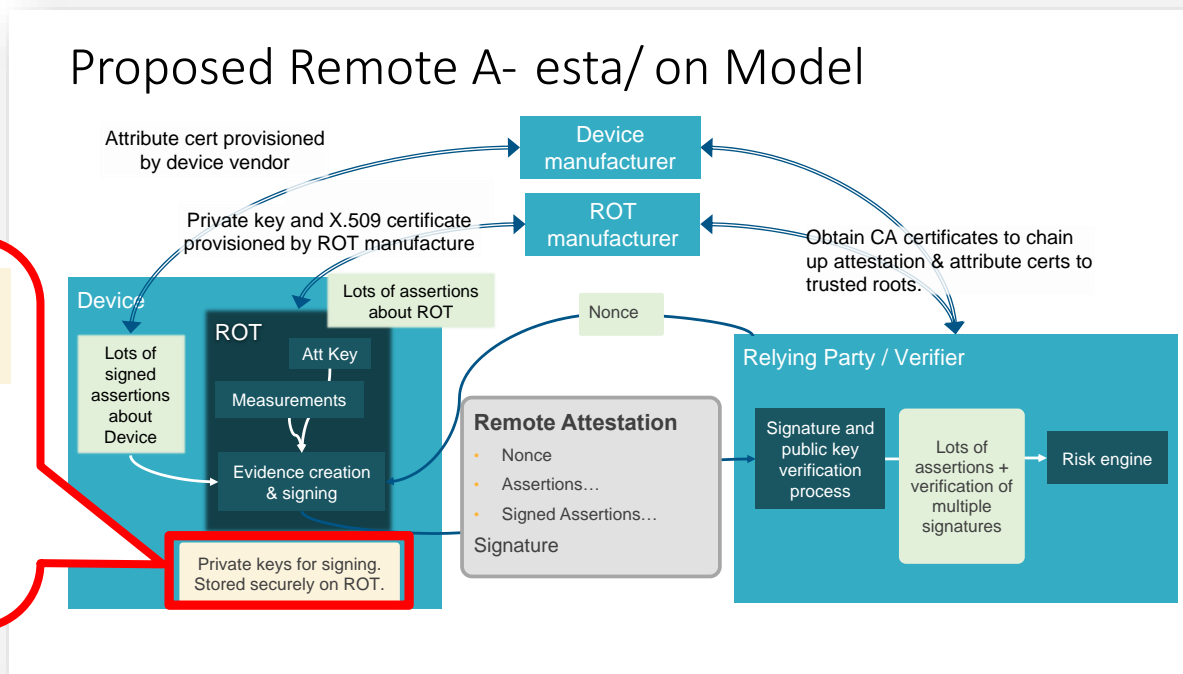 Proposed Remote A- esta/ on Model
Attribute cert provisioned
by device vendor
Device
manufacturer
Private key and X.509 certificate
provisioned by ROT manufacture
ROT
manufacturer
Obtain CA certificates to chain
up attestation & attribute certs to
trusted roots.
Device
Lots of
signed
assertions
about
Device
ROT
Lots of assertions
about ROT
Att Key
Measurements
Evidence creation
& signing
Private keys for signing.
Stored securely on ROT.
Nonce
Remote Attestation
• Nonce
• Assertions…
• Signed Assertions…
Signature
Relying Party / Verifier
Signature and
public key
verification
process
Lots of
assertions +
verification of
multiple
signatures
Risk engine